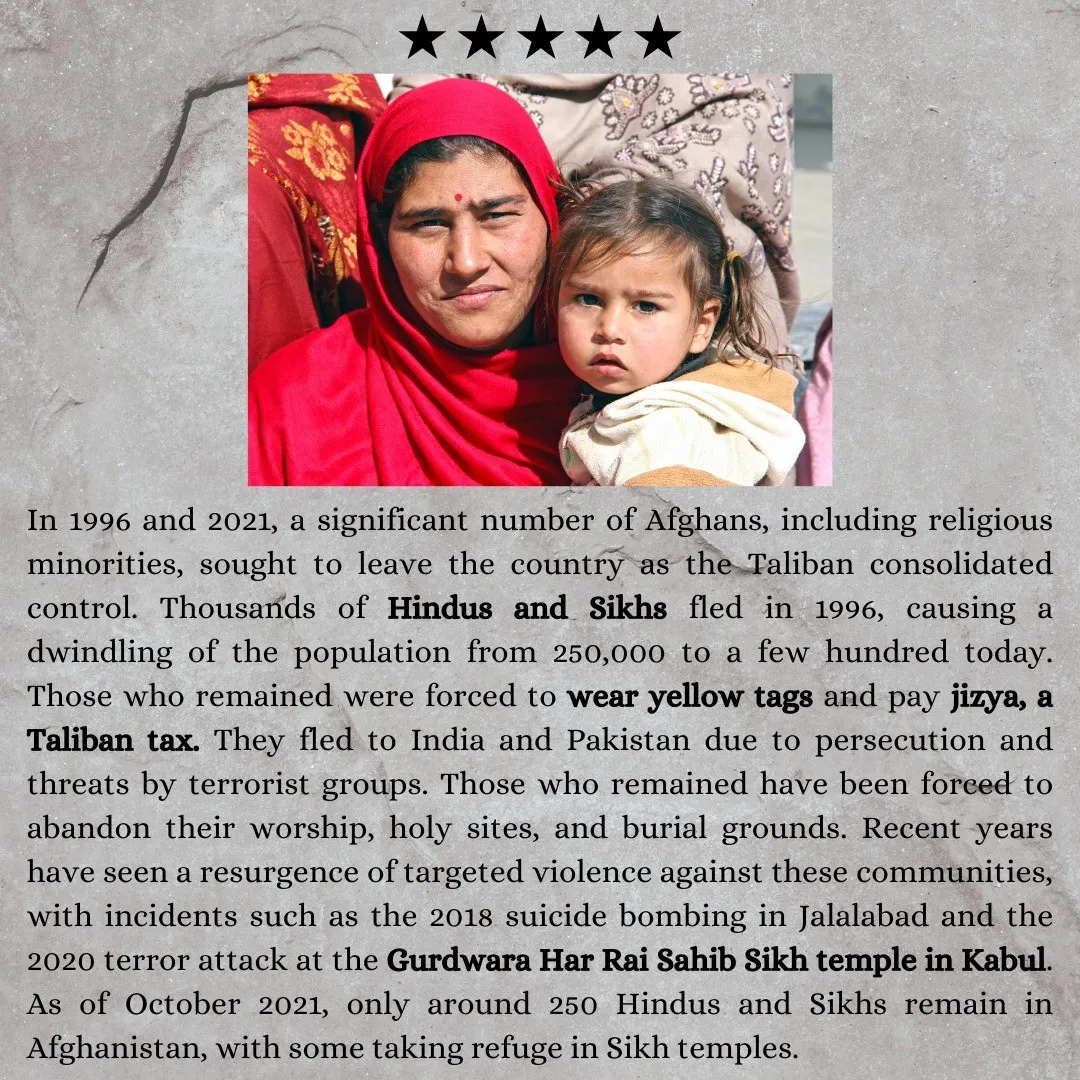 In 1996 and 2021, a significant number of Afghans, including religious
minorities, sought to leave the country as the Taliban consolidated
control. Thousands of Hindus and Sikhs fled in 1996, causing a
dwindling of the population from 250,000 to a few hundred today.
Those who remained were forced to wear yellow tags and pay jizya, a
Taliban tax. They fled to India and Pakistan due to persecution and
threats by terrorist groups. Those who remained have been forced to
abandon their worship, holy sites, and burial grounds. Recent years
have seen a resurgence of targeted violence against these communities,
with incidents such as the 2018 suicide bombing in Jalalabad and the
2020 terror attack at the Gurdwara Har Rai Sahib Sikh temple in Kabul.
As of October 2021, only around 250 Hindus and Sikhs remain in
Afghanistan, with some taking refuge in Sikh temples.